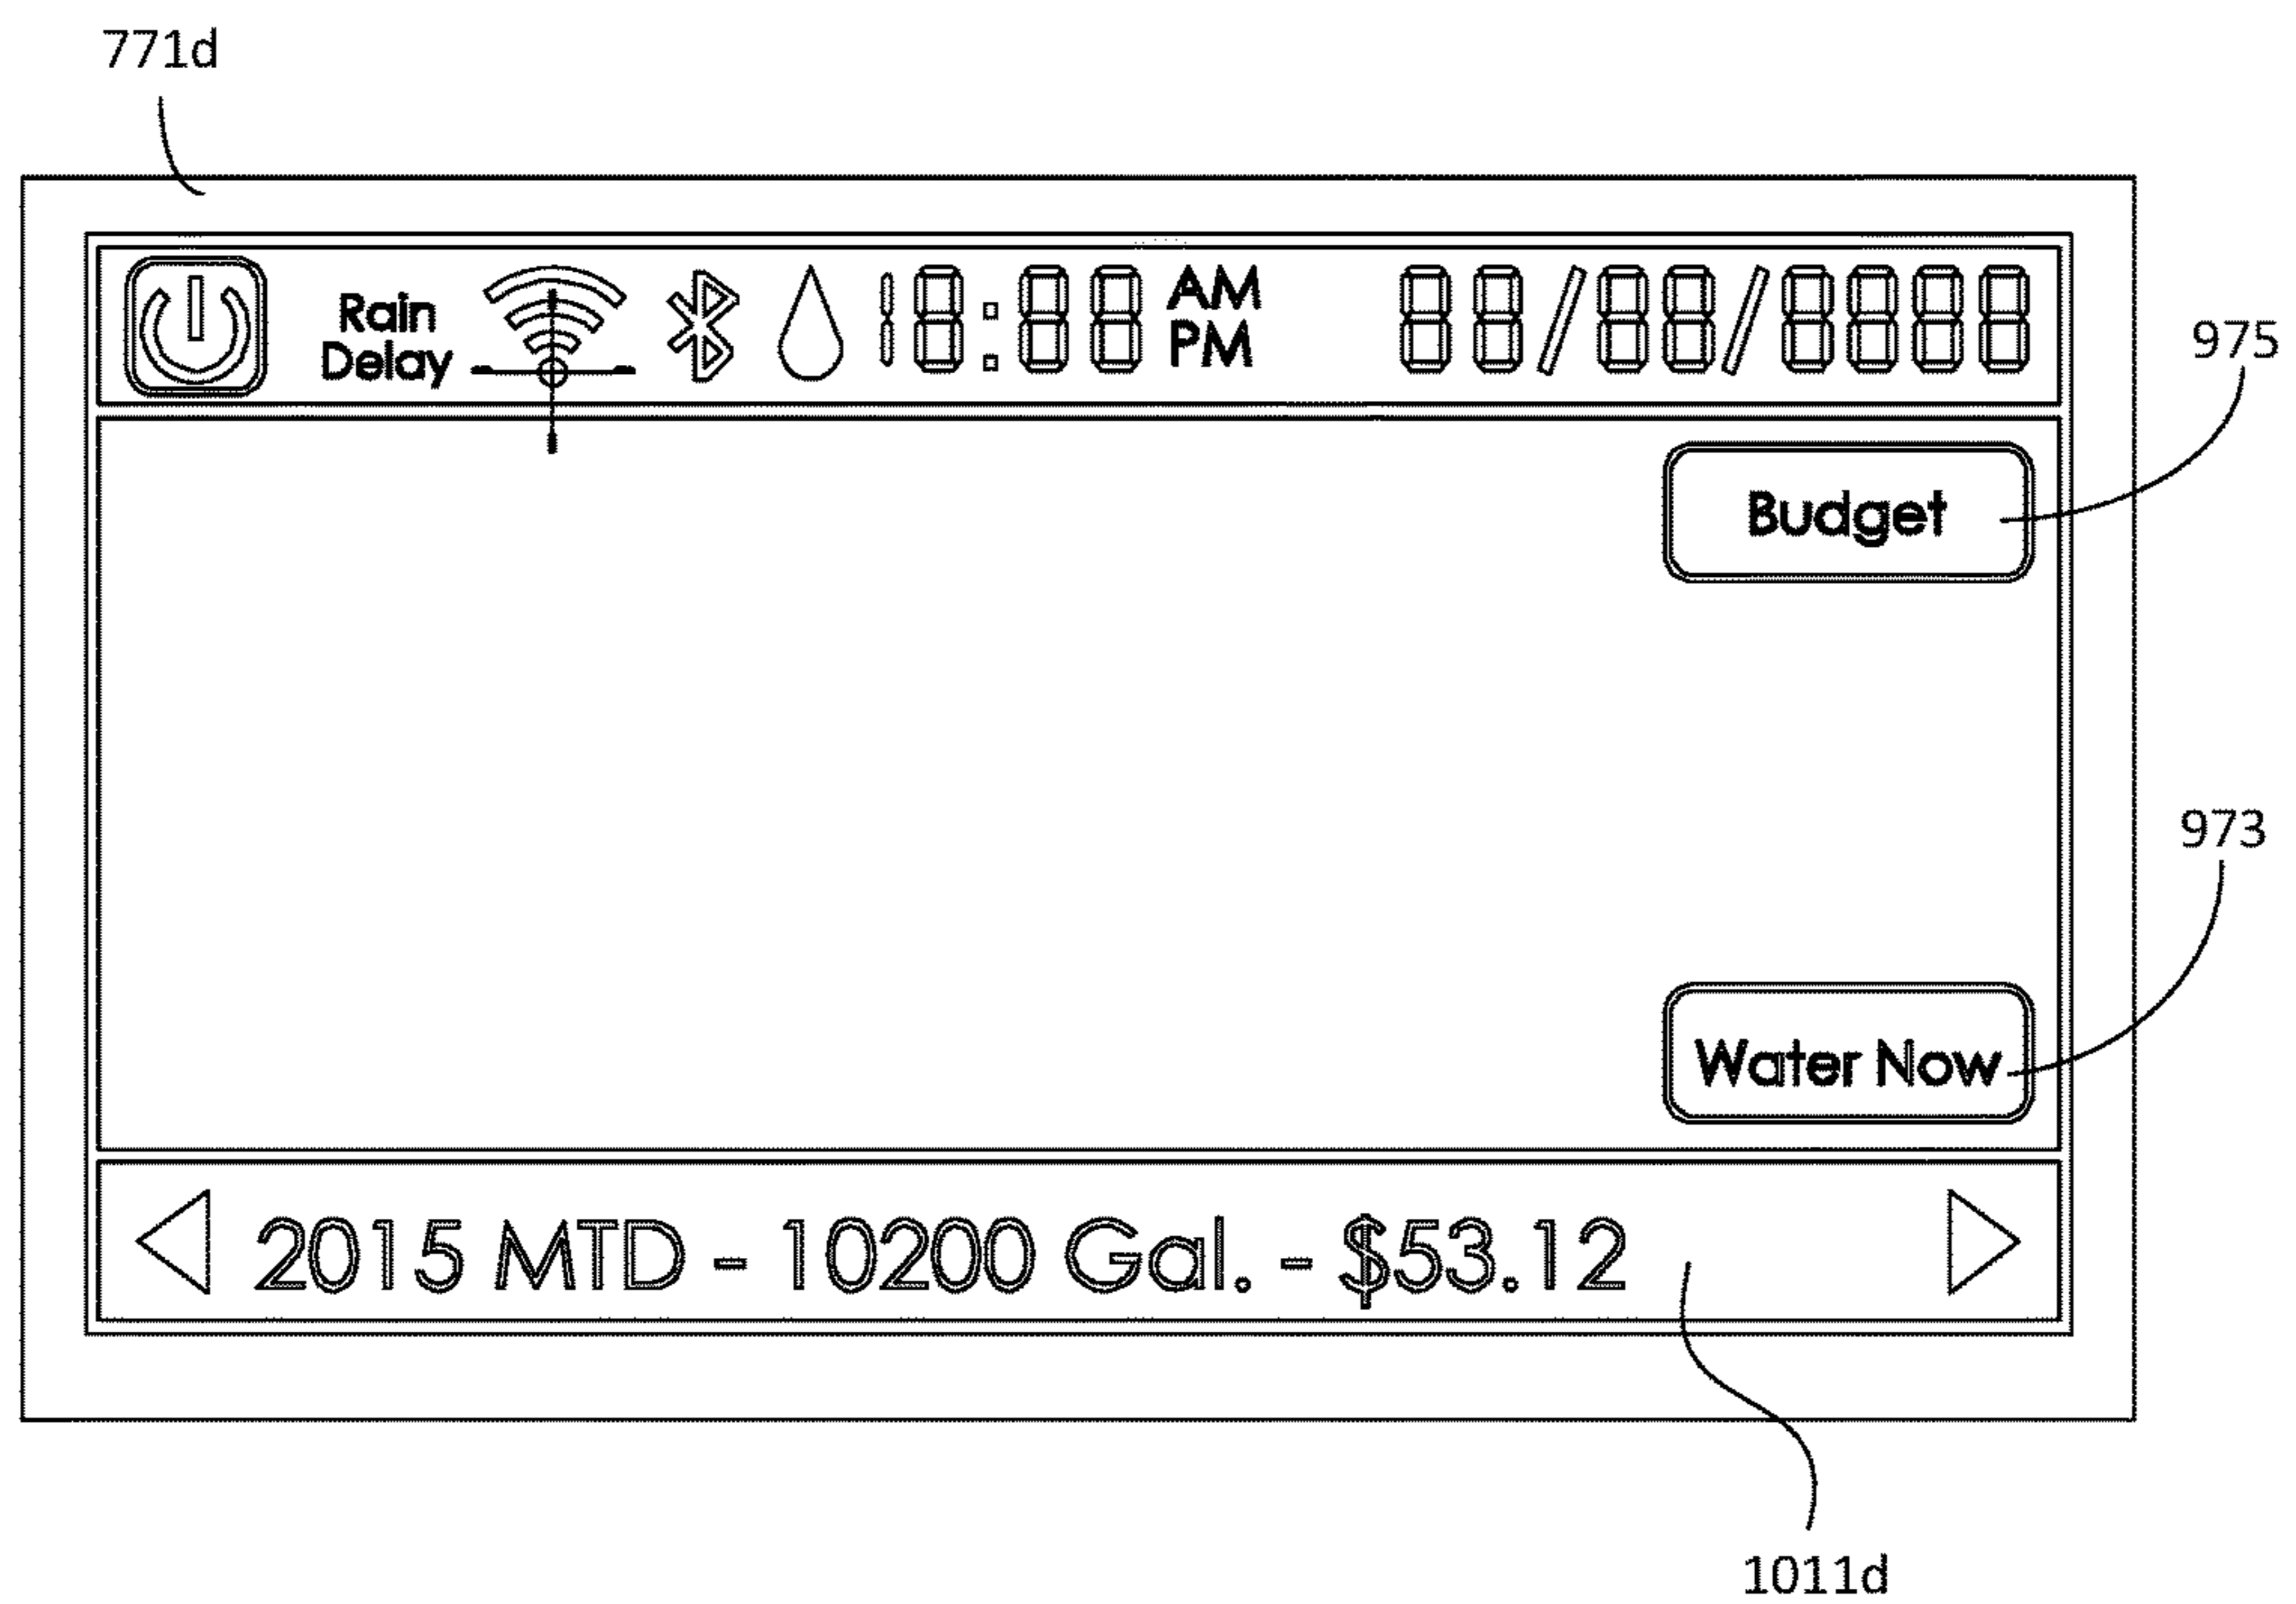 771d
Rain
Delay
18:88
AM
PM
88/88/8888
975
Budget
973
Water Now
2015 MTD - 10200 Gal. - $53.12
1011d